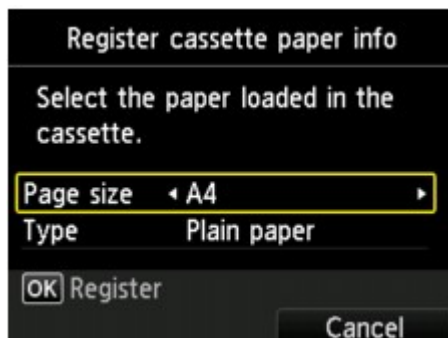 Register cassette paper info
Select the paper loaded in the
cassette.
Page size A4
Type Plain paper
OK Register
Cancel